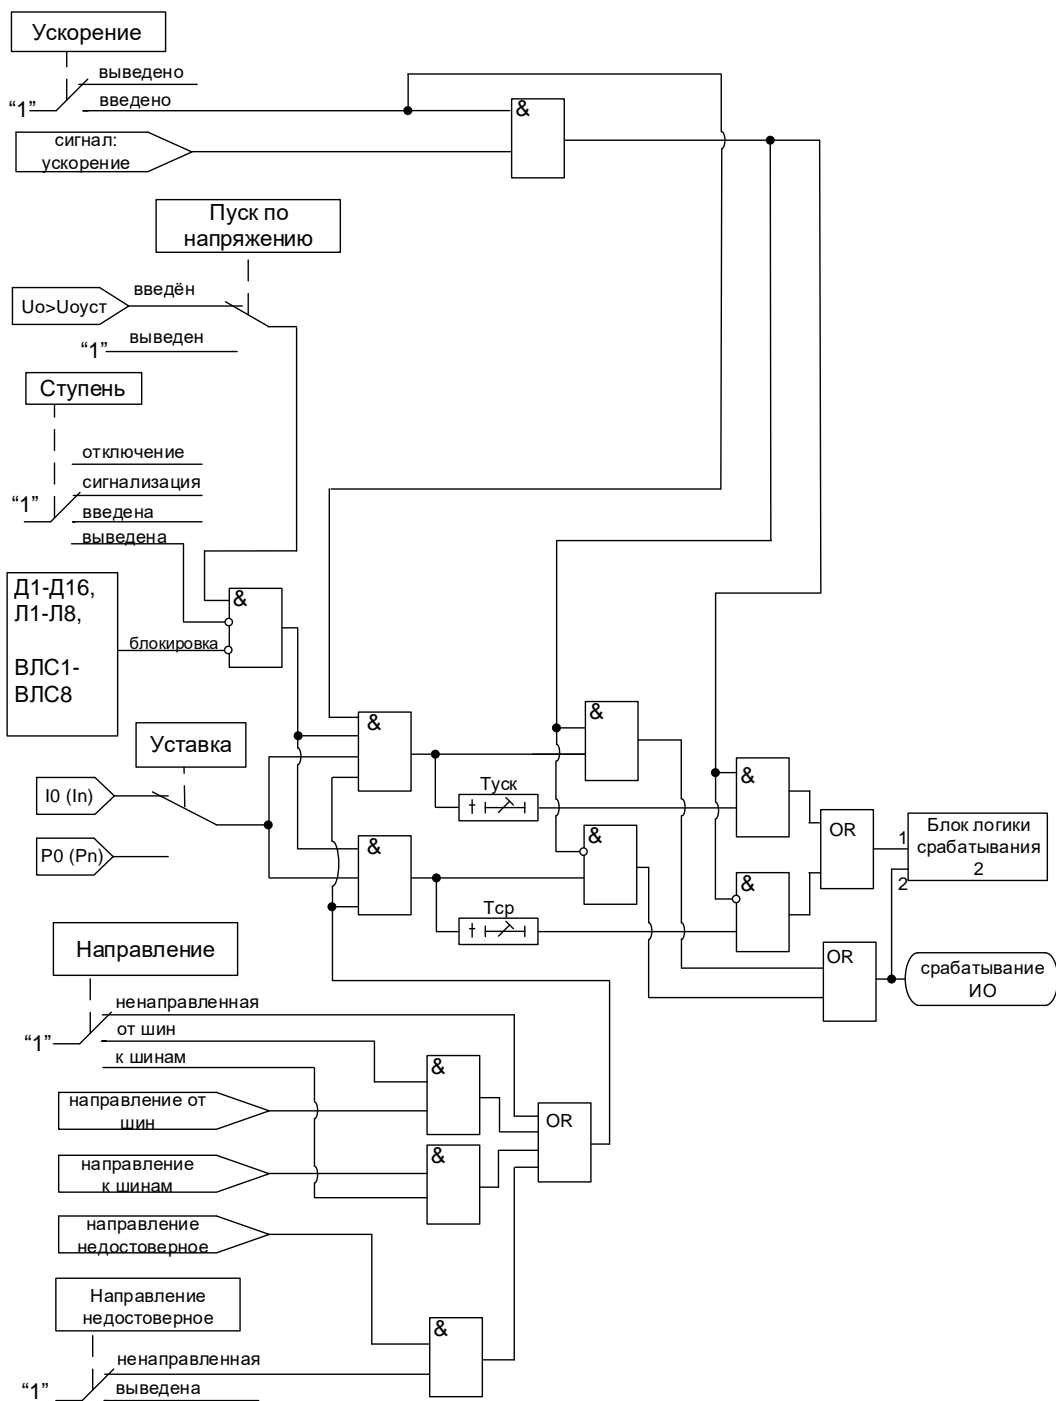 Ускорение
выведено
“1”
введено
&
сигнал:
ускорение
Пуск по
напряжению
введён
Uo>Uоуст
“1”
выведен
Ступень
отключение
сигнализация
“1”
введена
выведена
Д1-Д16,
Л1-Л8,
ВЛС1-
ВЛС8
&
блокировка
Уставка
I0 (In)
P0 (Pn)
&
&
&
Туск
&
&
OR
1
2
Блок логики
срабатывания
2
&
Тср
&
OR
срабатывание
ИО
Направление
ненаправленная
“1”
от шин
к шинам
&
направление от
шин
OR
&
направление
к шинам
направление
недостоверное
Направление
недостоверное
&
ненаправленная
“1”
выведена